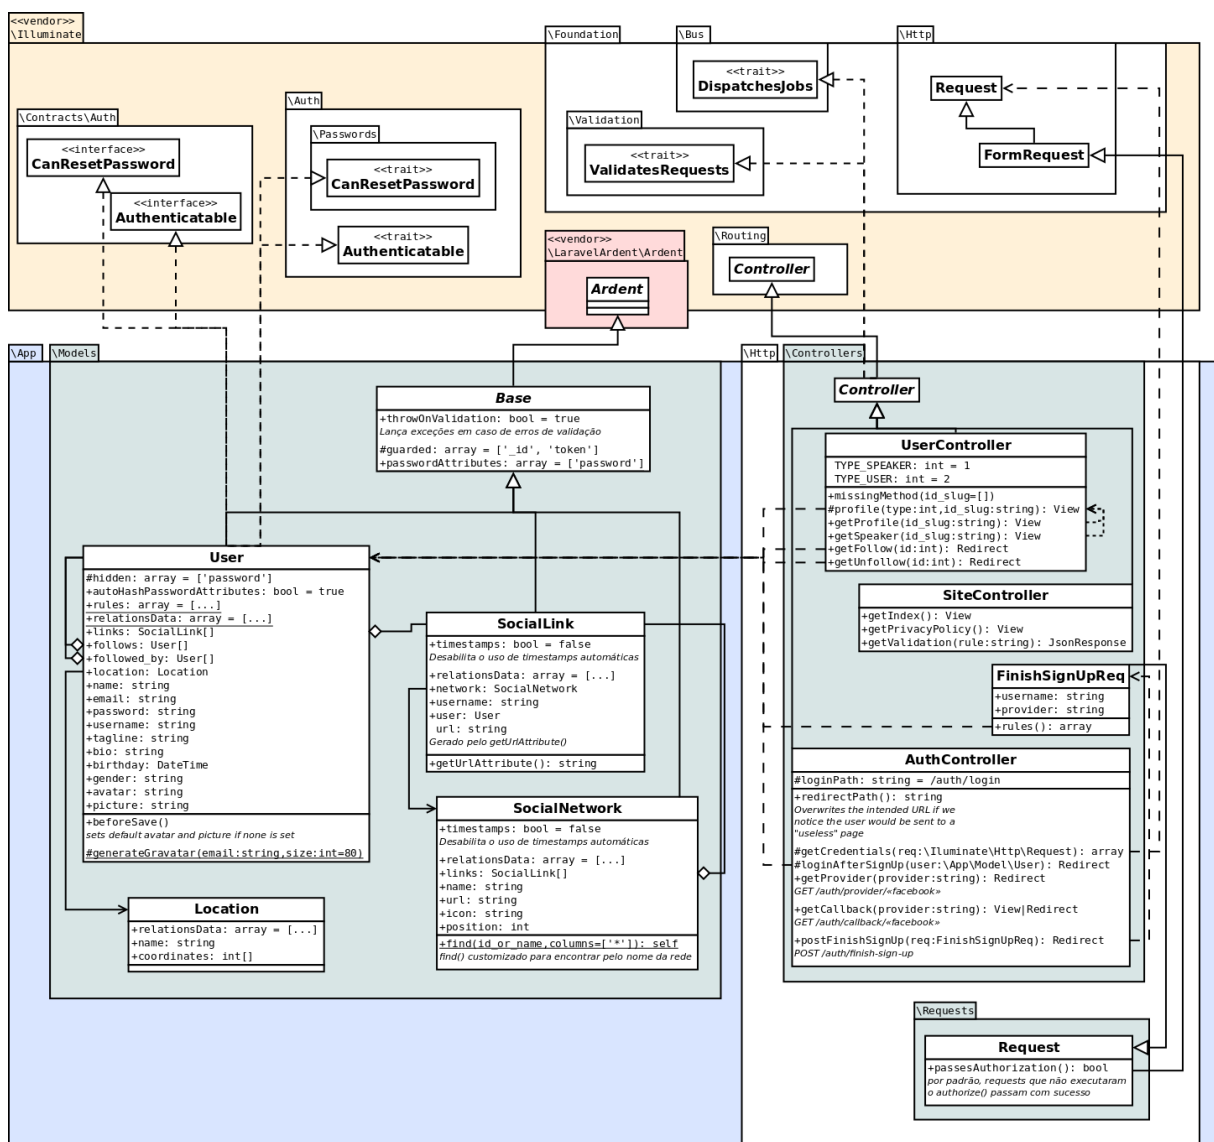 <<vendor>>
\Illuminate
\Foundation
\Bus
\Http
<<trait>>
DispatchesJobs
Request
FormRequest
\Validation
<<trait>>
ValidatesRequests
\Contracts\Auth
<<interface>>
CanResetPassword
<<interface>>
Authenticatable
\Auth
\Passwords
<<trait>>
CanResetPassword
<<trait>>
Authenticatable
<<vendor>>
\LaravelArdent\Ardent
Ardent
\Routing
Controller
\App
\Models
Base
+throwOnValidation: bool = true
Lança exceções em caso de erros de validação
#guarded: array = ['_id', 'token']
+passwordAttributes: array = ['password']
User
#hidden: array = ['password']
+autoHashPasswordAttributes: bool = true
+rules: array = [...]
+relationsData: array = [...]
+links: SocialLink[]
+follows: User[]
+followed_by: User[]
+location: Location
+name: string
+email: string
+password: string
+username: string
+tagline: string
+bio: string
+birthday: DateTime
+gender: string
+avatar: string
+picture: string
+beforeSave()
sets default avatar and picture if none is set
#generateGravatar(email:string,size:int=80)
Location
+relationsData: array = [...]
+name: string
+coordinates: int[]
SocialLink
+timestamps: bool = false
Desabilita o uso de timestamps automáticas
+relationsData: array = [...]
+network: SocialNetwork
+username: string
+user: User
url: string
Gerado pelo getUrlAttribute()
+getUrlAttribute(): string
SocialNetwork
+timestamps: bool = false
Desabilita o uso de timestamps automáticas
+relationsData: array = [...]
+links: SocialLink[]
+name: string
+url: string
+icon: string
+position: int
+find(id_or_name,columns=['*']): self
find() customizado para encontrar pelo nome da rede
\Http
\Controllers
Controller
UserController
TYPE_SPEAKER: int = 1
TYPE_USER: int = 2
+missingMethod(id_slug=[])
#profile(type:int,id_slug:string): View
+getProfile(id_slug:string): View
+getSpeaker(id_slug:string): View
+getFollow(id:int): Redirect
+getUnfollow(id:int): Redirect
SiteController
+getIndex(): View
+getPrivacyPolicy(): View
+getValidation(rule:string): JsonResponse
FinishSignUpReq
+username: string
+provider: string
+rules(): array
AuthController
#loginPath: string = /auth/login
+redirectPath(): string
Overwrites the intended URL if we
notice the user would be sent to a
"useless" page
#getCredentials(req:\Iluminate\Http\Request): array
#loginAfterSignUp(user:\App\Model\User): Redirect
+getProvider(provider:string): Redirect
GET /auth/provider/«facebook»
+getCallback(provider:string): View|Redirect
GET /auth/callback/«facebook»
+postFinishSignUp(req:FinishSignUpReq): Redirect
POST /auth/finish-sign-up
\Requests
Request
+passesAuthorization(): bool
por padrão, requests que não executaram
o authorize() passam com sucesso